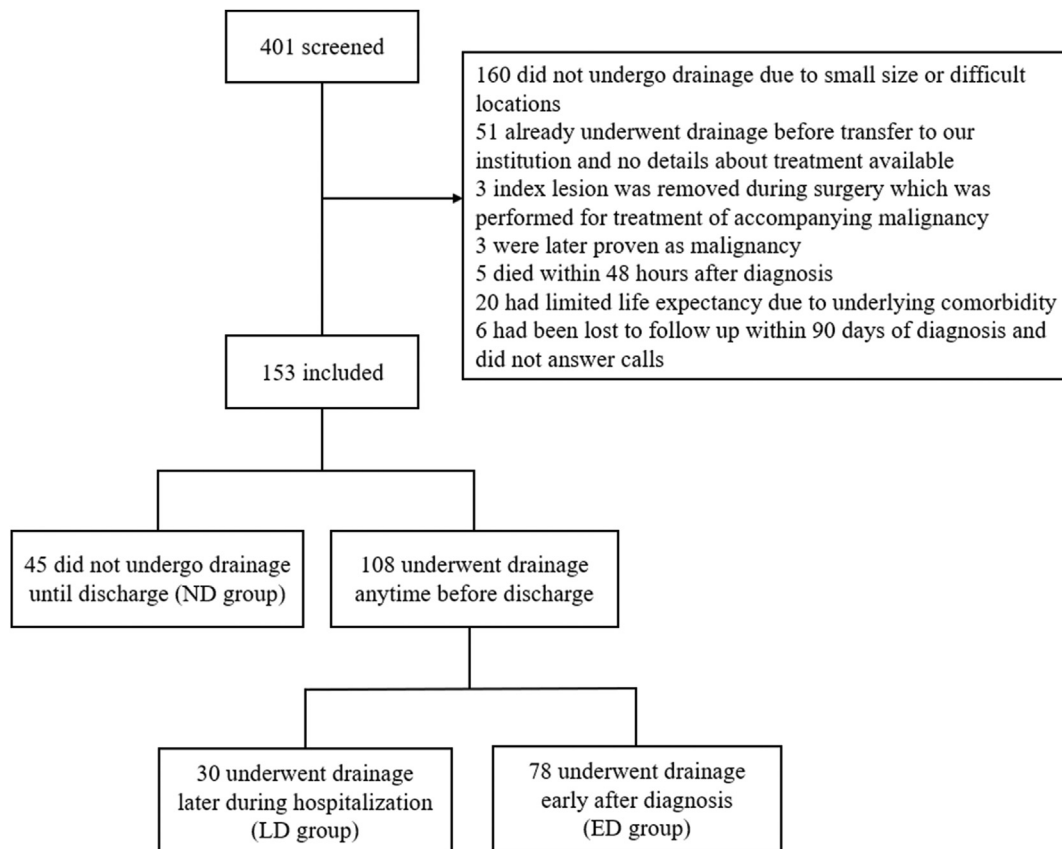 401 screened
160 did not undergo drainage due to small size or difficult
locations
51 already underwent drainage before transfer to our
institution and no details about treatment available
3 index lesion was removed during surgery which was
performed for treatment of accompanying malignancy
3 were later proven as malignancy
5 died within 48 hours after diagnosis
20 had limited life expectancy due to underlying comorbidity
6 had been lost to follow up within 90 days of diagnosis and
did not answer calls
153 included
45 did not undergo drainage
until discharge (ND group)
108 underwent drainage
anytime before discharge
30 underwent drainage
later during hospitalization
(LD group)
78 underwent drainage
early after diagnosis
(ED group)